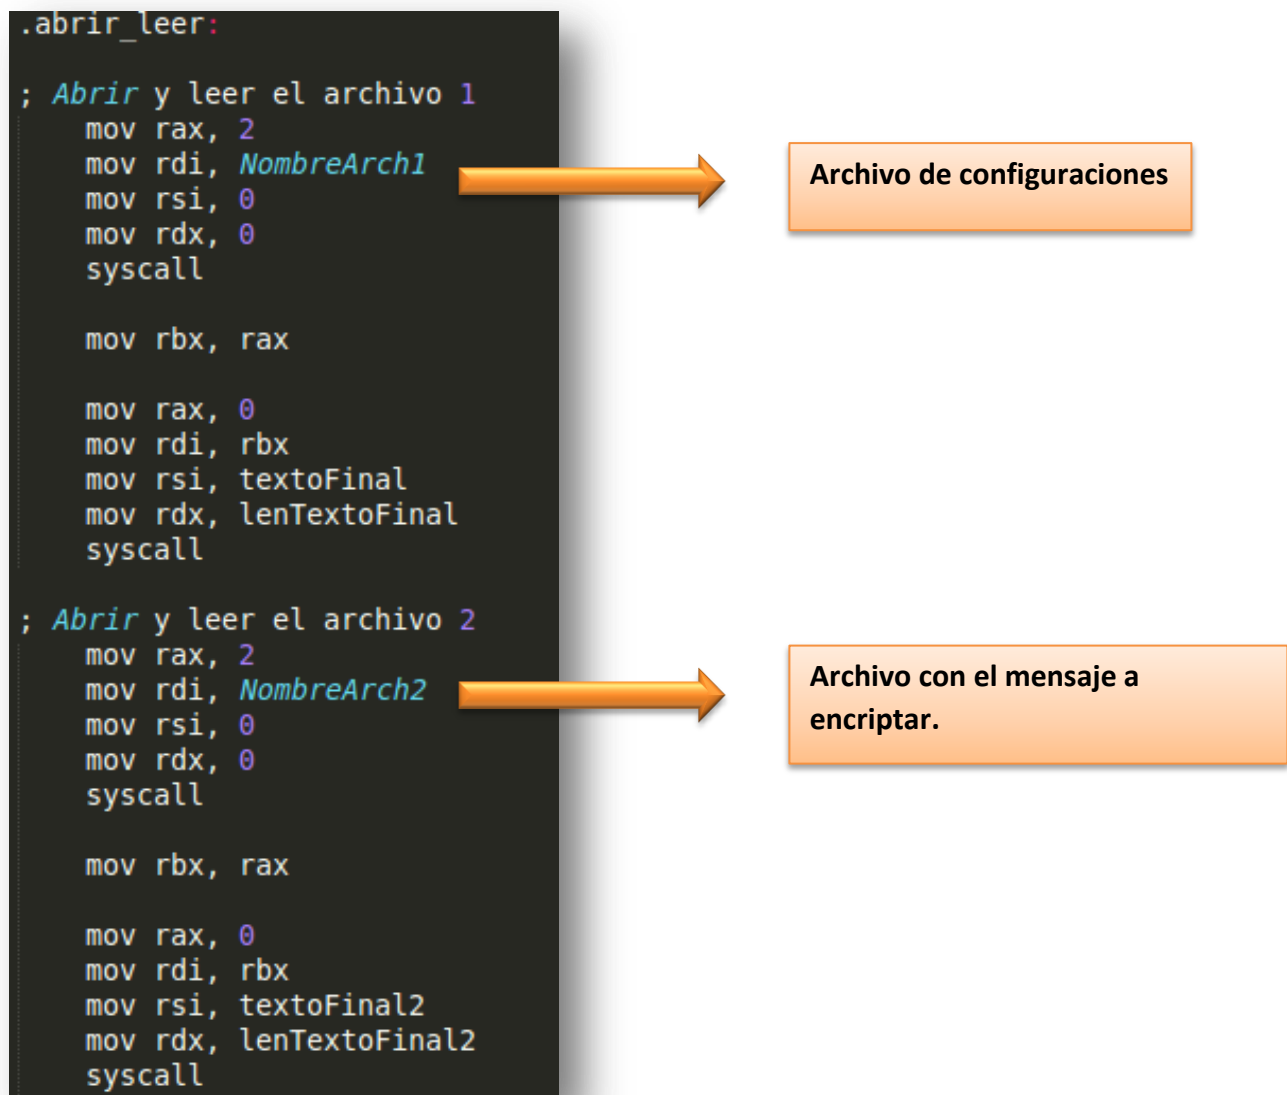 .abrir_leer:
; Abrir y leer el archivo 1
mov rax, 2
mov rdi, NombreArch1
mov rsi, 0
mov rdx, 0
syscall
mov rbx, rax
mov rax, 0
mov rdi, rbx
mov rsi, textoFinal
mov rdx, lenTextoFinal
syscall
Archivo de configuraciones
; Abrir y leer el archivo 2
mov rax, 2
mov rdi, NombreArch2
mov rsi, 0
mov rdx, 0
syscall
mov rbx, rax
mov rax, 0
mov rdi, rbx
mov rsi, textoFinal2
mov rdx, lenTextoFinal2
syscall
Archivo con el mensaje a
encriptar.